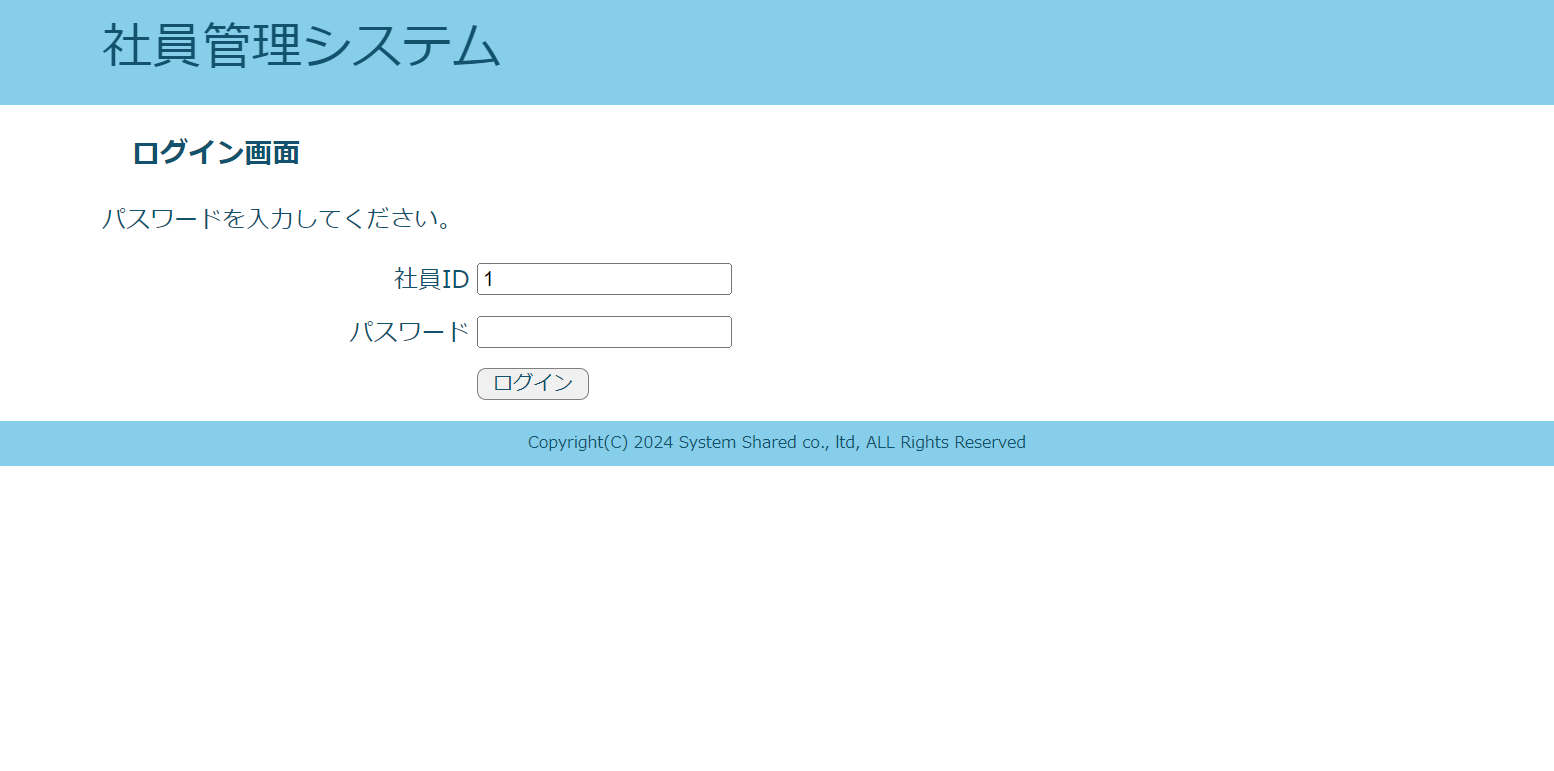 社員管理システム
ログイン画面
パスワードを入力してください。
社員ID 1
パスワード
ログイン
Copyright(C) 2024 System Shared co., ltd, ALL Rights Reserved